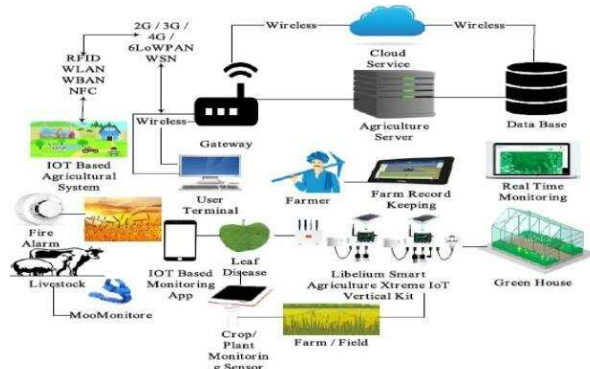 2G / 3G /
4G /
6LoWPAN
WSN
Wireless
Wireless
RFID
WLAN
WBAN
NFC
Cloud
Service
Wireless
IOT Based
Agricultural
System
Gateway
Agriculture
Server
Data Base
User
Terminal
Farmer
Farm Record
Keeping
Real Time
Monitoring
Fire
Alarm
Livestock
MooMonitore
IOT Based
Monitoring
App
Leaf
Disease
Libelium Smart
Agriculture Xtreme IoT
Vertical Kit
Green House
Crop/
Plant
Monitorin
g Sensor
Farm / Field